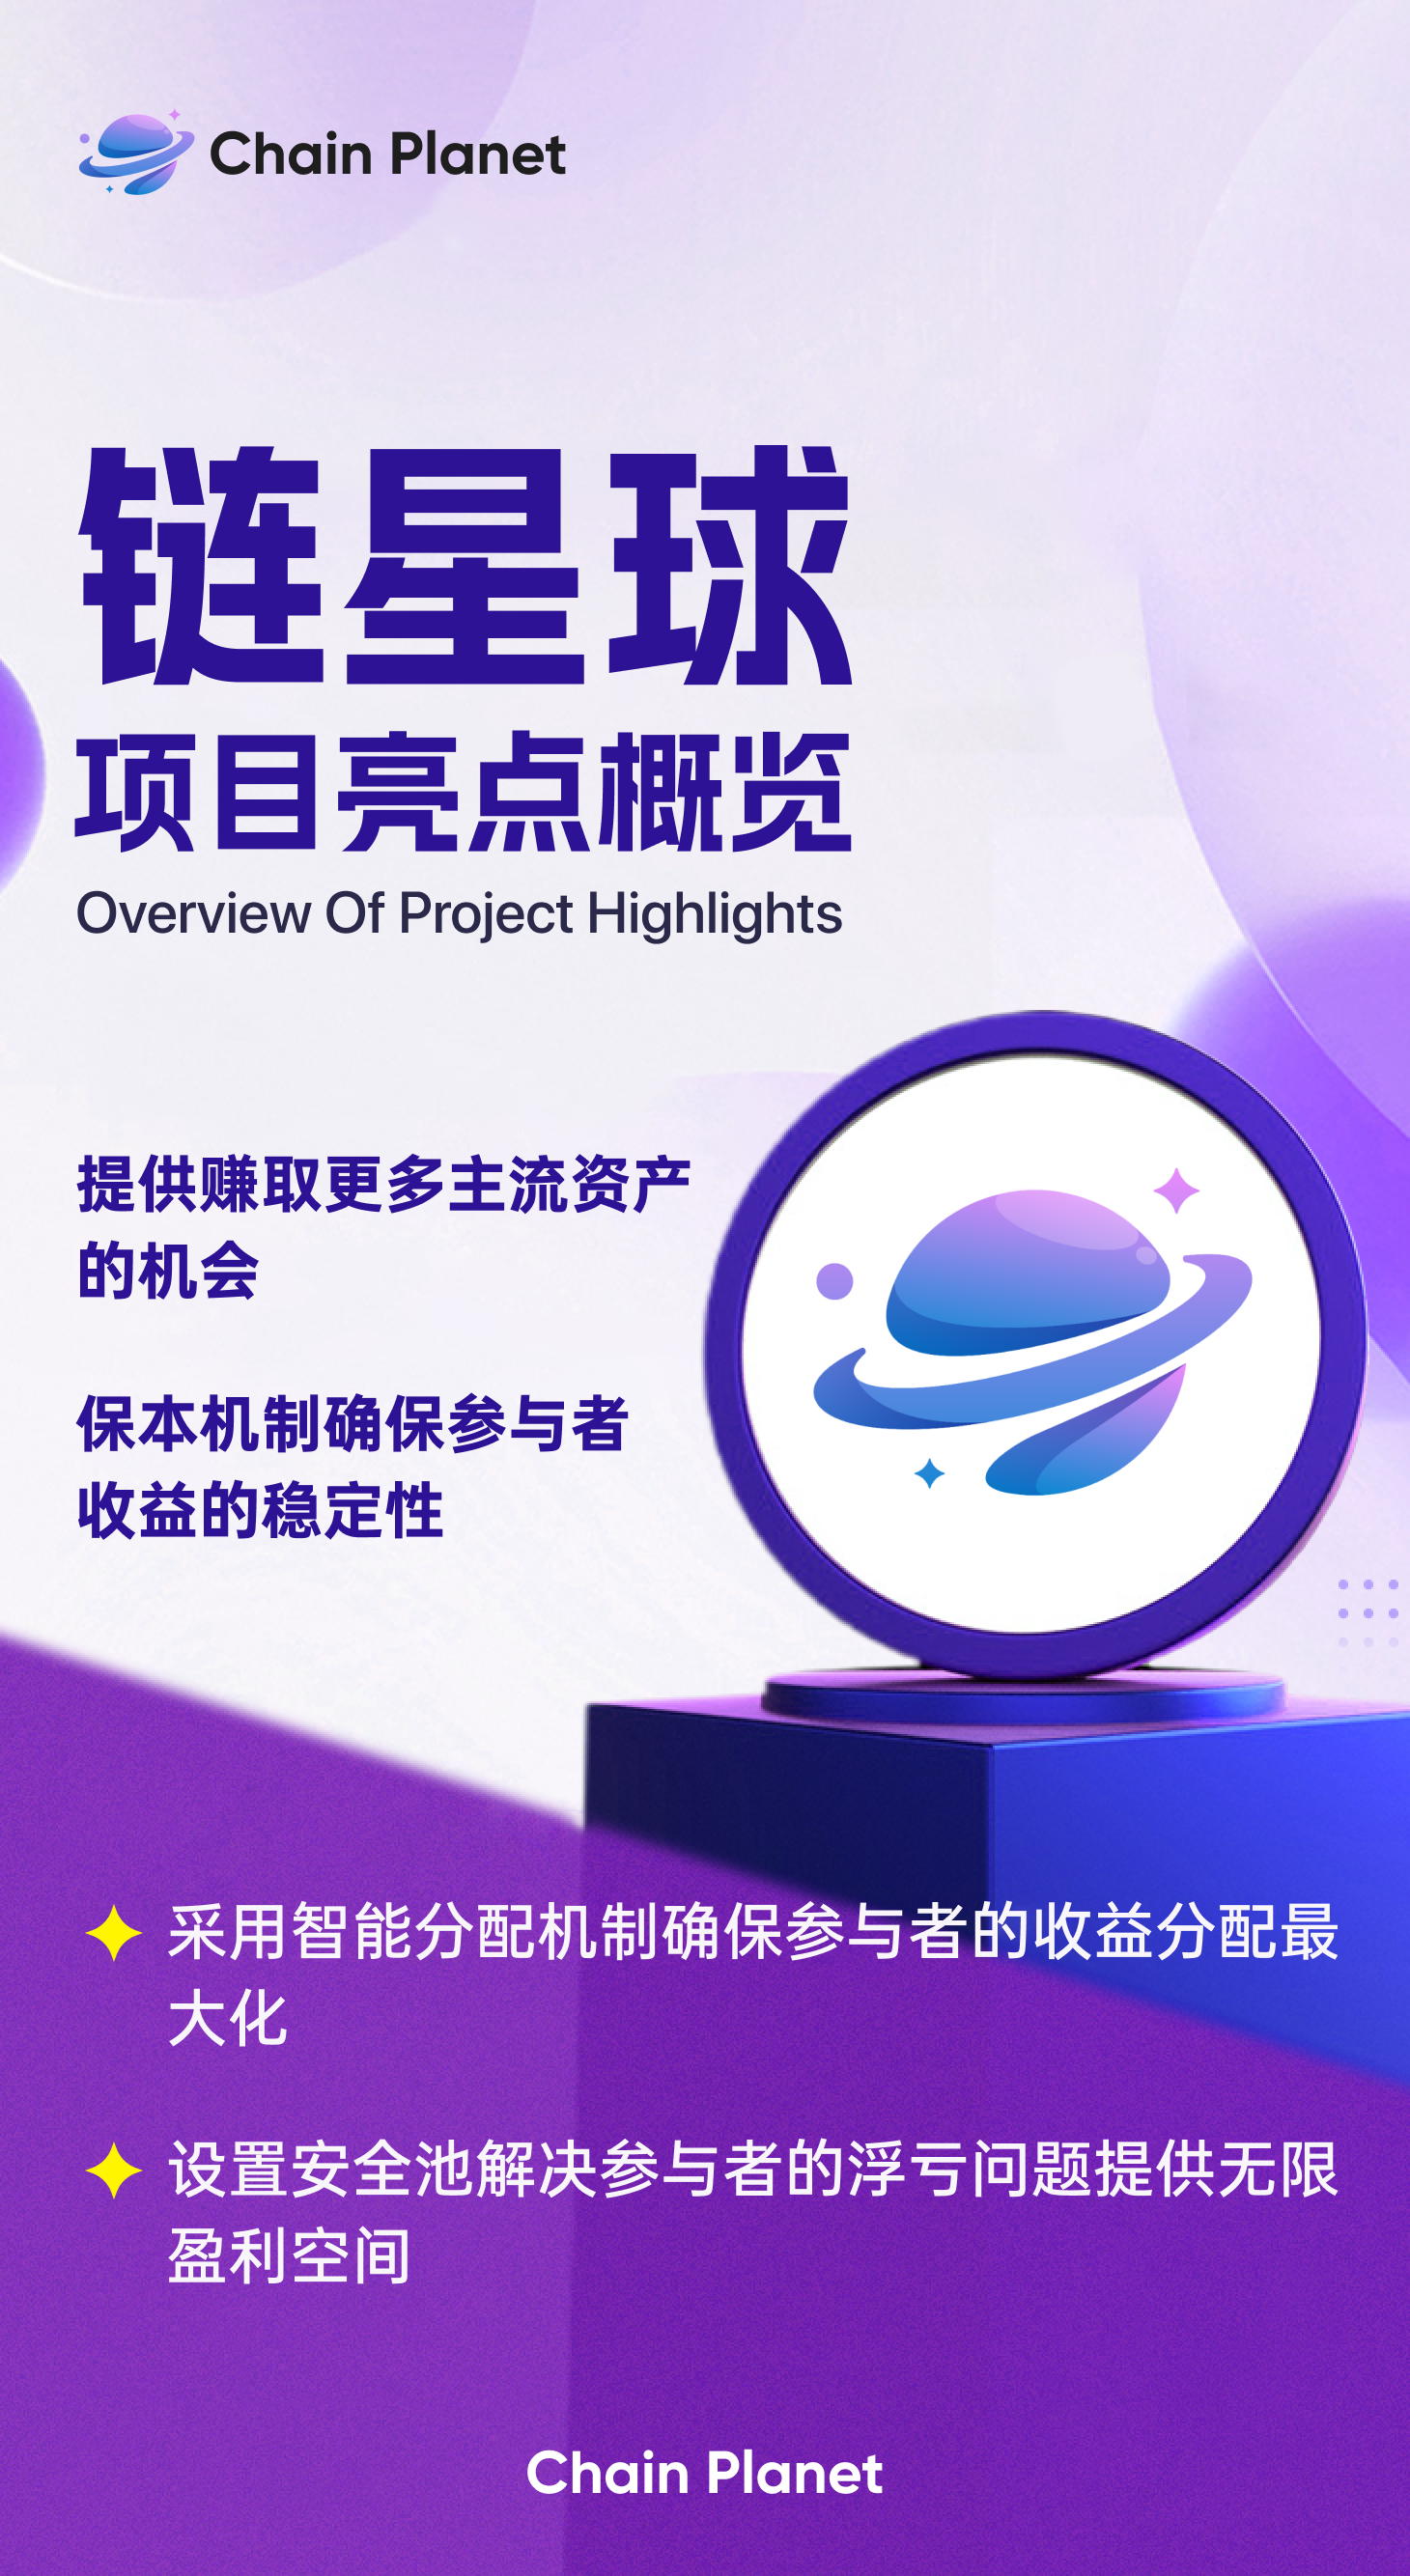 Chain Planet
链星球
项目亮点概览
Overview Of Project Highlights
提供赚取更多主流资产
的机会
保本机制确保参与者
收益的稳定性
采用智能分配机制确保参与者的收益分配最
大化
设置安全池解决参与者的浮亏问题提供无限
盈利空间
Chain Planet